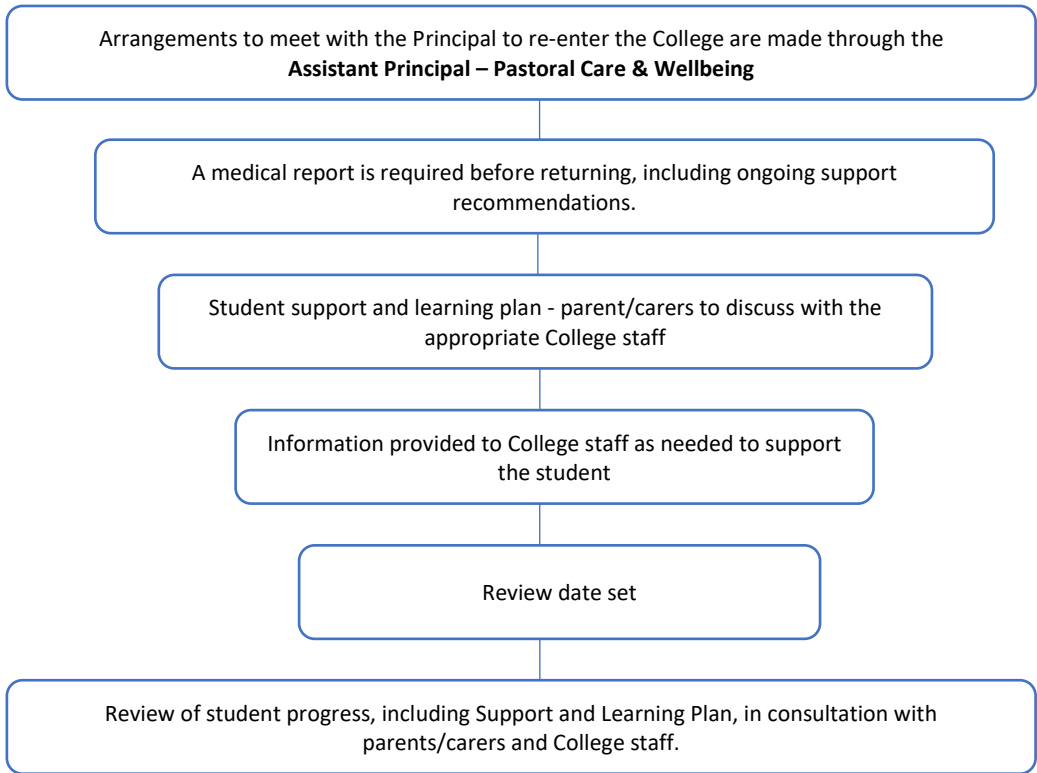 Arrangements to meet with the Principal to re-enter the College are made through the
Assistant Principal – Pastoral Care & Wellbeing
A medical report is required before returning, including ongoing support
recommendations.
Student support and learning plan - parent/carers to discuss with the
appropriate College staff
Information provided to College staff as needed to support
the student
Review date set
Review of student progress, including Support and Learning Plan, in consultation with
parents/carers and College staff.